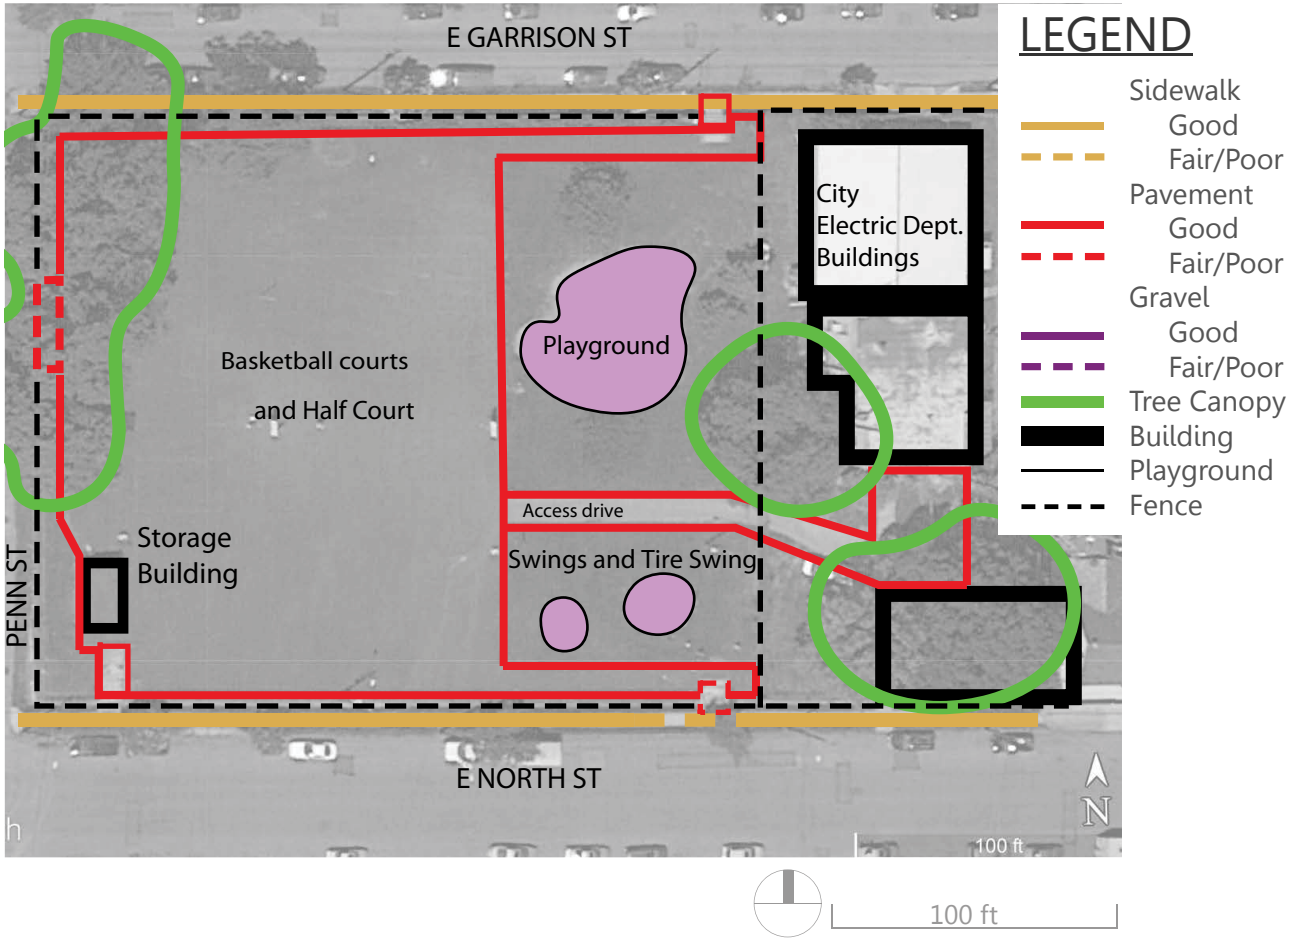 E GARRISON ST
LEGEND
Sidewalk
Good
Fair/Poor
Pavement
Good
Fair/Poor
Gravel
Good
Fair/Poor
Tree Canopy
Building
Playground
Fence
City
Electric Dept.
Buildings
Playground
Basketball courts
and Half Court
Access drive
Storage
Building
Swings and Tire Swing
PENN ST
E NORTH ST
h
N
100 ft
100 ft